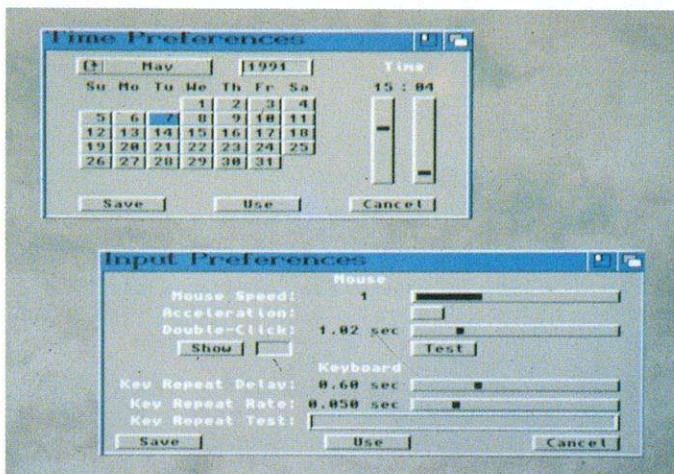 Time Preferences
May 1991 Time
Su Mo Tu We Th Fr Sa 15 : 04
1 2 3 4
5 6 7 8 9 10 11
12 13 14 15 16 17 18
19 20 21 22 23 24 25
26 27 28 29 30 31
Save Use Cancel
Input Preferences
Mouse
Mouse Speed: 1
Acceleration:
Double-Click: 1.02 sec
Show Test
Keyboard
Key Repeat Delay: 0.60 sec
Key Repeat Rate: 0.050 sec
Key Repeat Test:
Save Use Cancel